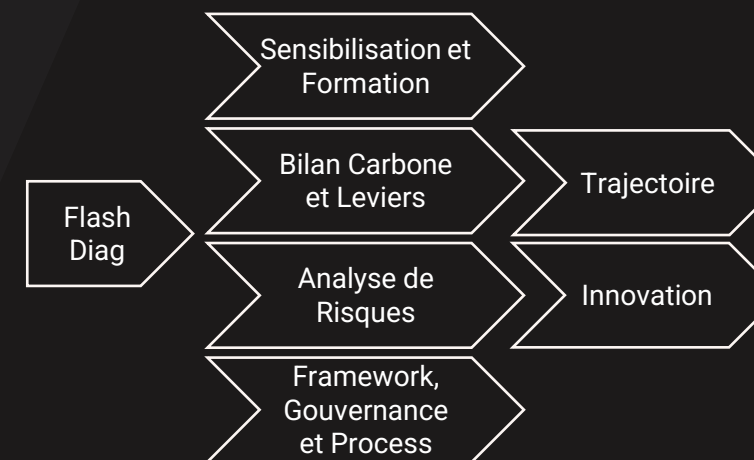 Sensibilisation et
Formation
Bilan Carbone
et Leviers
Trajectoire
Flash
Diag
Analyse de
Risques
Innovation
Framework,
Gouvernance
et Process